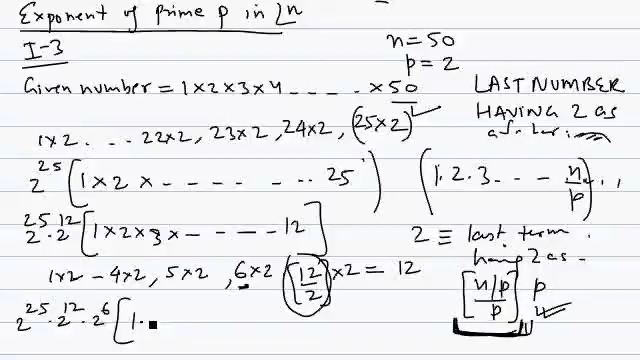 Exponent of prime p in ⌊n
I-3
n=50
p=2
Given number = 1×2×3×4 ...... ×50
LAST NUMBER
HAVING 2 as
1×2 ... 22×2, 23×2, 24×2, (25×2)
2^25 [1×2× - - - - - - ... 25)
(1.2.3 - - - n/p)
2^25.2^12 [1×2×3×- - - - - - 12]
2 ≡ last term
having 2 as -
1×2 - 4×2, 5×2, 6×2 [12/2]×2 = 12
[n/p / p] p
2^25.2^12.2^6 [1.